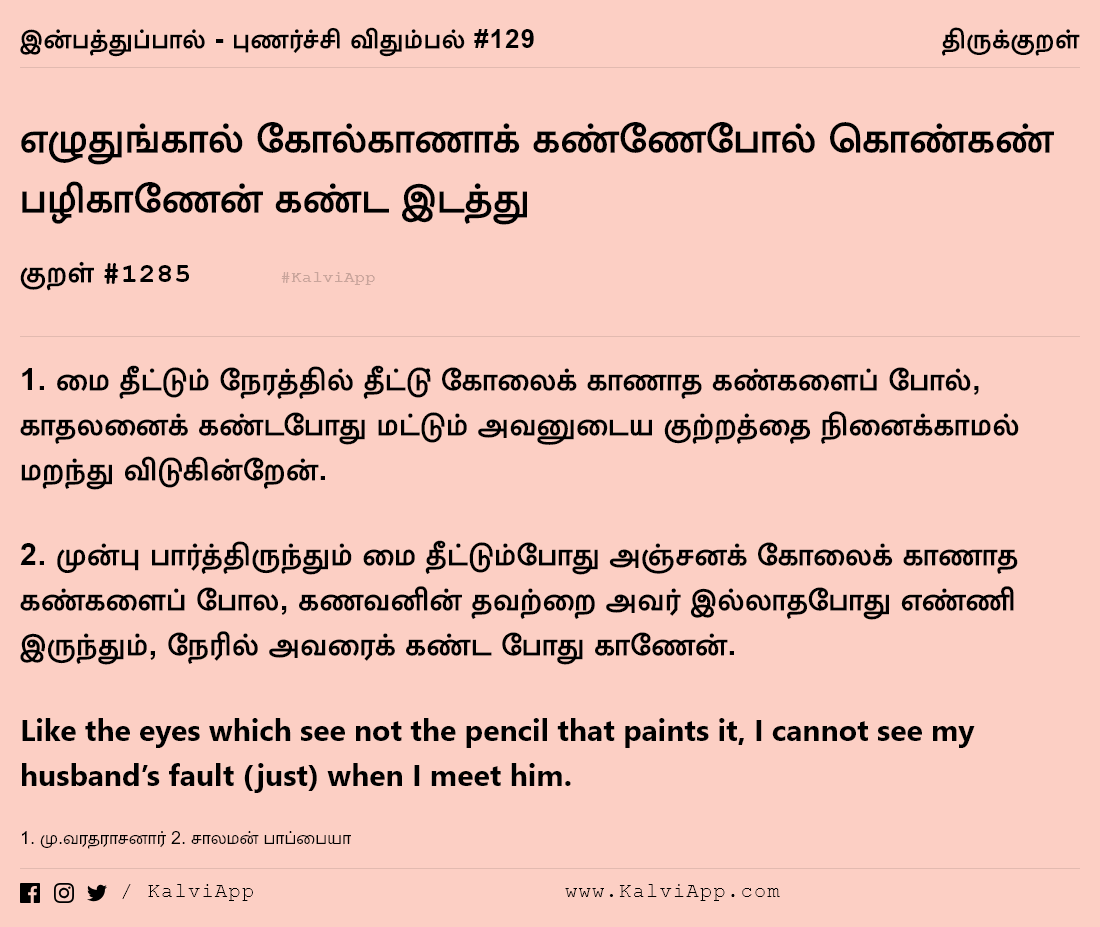 இன்பத்துப்பால் - புணர்ச்சி விதும்பல் #129 திருக்குறள்
எழுதுங்கால் கோல்காணாக் கண்ணேபோல் கொண்கண்
பழிகாணேன் கண்ட இடத்து
குறள் #1285 #KalviApp
1. மை தீட்டும் நேரத்தில் தீட்டு் கோலைக் காணாத கண்களைப் போல்,
காதலனைக் கண்டபோது மட்டும் அவனுடைய குற்றத்தை நினைக்காமல்
மறந்து விடுகின்றேன்.
2. முன்பு பார்த்திருந்தும் மை தீட்டும்போது அஞ்சனக் கோலைக் காணாத
கண்களைப் போல, கணவனின் தவற்றை அவர் இல்லாதபோது எண்ணி
இருந்தும், நேரில் அவரைக் கண்ட போது காணேன்.
Like the eyes which see not the pencil that paints it, I cannot see my
husband’s fault (just) when I meet him.
1. மு.வரதராசனார் 2. சாலமன் பாப்பையா
/ KalviApp www.KalviApp.com